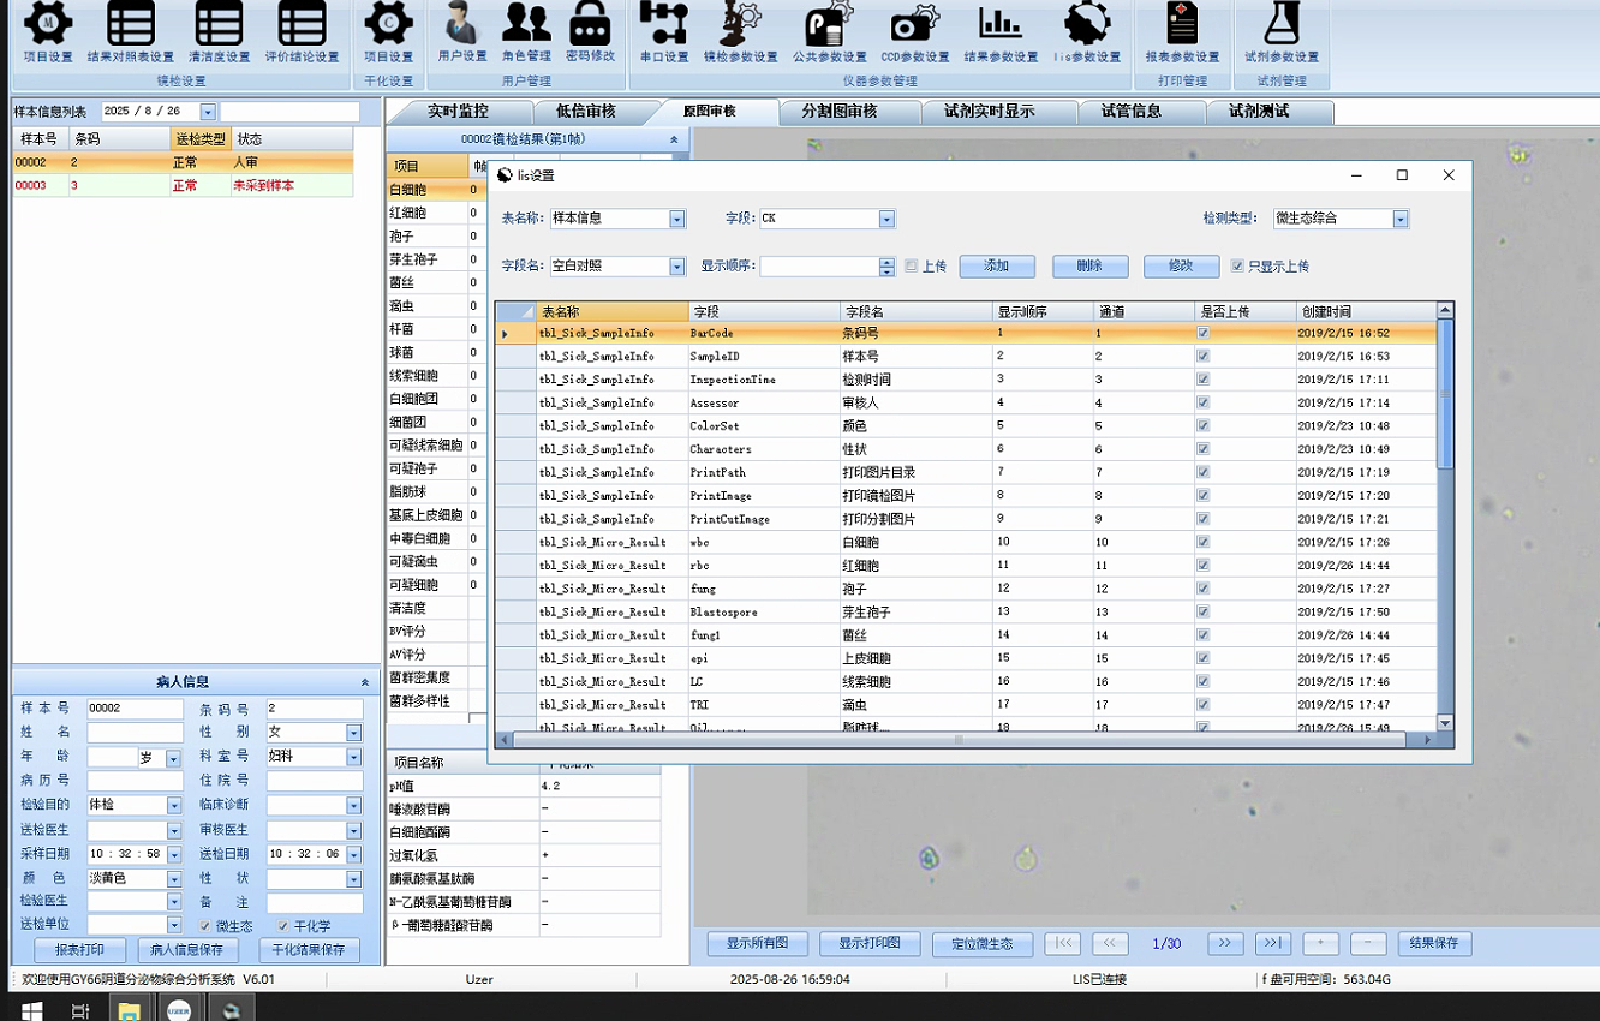 项目设置 结果对照表设置 清洁度设置 评价结论设置 项目设置 用户设置 角色管理 密码修改 串口设置 镜检参数设置 公共参数设置 CCD参数设置 结果参数设置 lis参数设置 报表参数设置 试剂参数设置
镜检设置 干化设置 用户管理 仪器参数管理 打印管理 试剂管理
样本信息列表 2025 / 8 / 26
样本号 条码 送检类型 状态
00002 2 正常 人审
00003 3 正常 未采到样本
实时监控 低倍审核 原图审核 分割图审核 试剂实时显示 试管信息 试剂测试
00002镜检结果(第1帧)
项目
白细胞 0
红细胞 0
孢子 0
芽生孢子 0
菌丝 0
滴虫 0
杆菌 0
球菌 0
线索细胞 0
白细胞团 0
细菌团 0
可疑线索细胞 0
可疑孢子 0
脂肪球 0
基底上皮细胞 0
中毒白细胞 0
可疑滴虫 0
可疑细胞 0
清洁度
BV评分
AV评分
菌群密集度
菌群多样性
lis设置
表名称: 样本信息 字段: CK 检测类型: 微生态综合
字段名: 空白对照 显示顺序: 上传 添加 删除 修改 只显示上传
表名称 字段 字段名 显示顺序 通道 是否上传 创建时间
tbl_Sick_SampleInfo BarCode 条码号 1 1 2019/2/15 16:52
tbl_Sick_SampleInfo SampleID 样本号 2 2 2019/2/15 16:53
tbl_Sick_SampleInfo InspectionTime 检测时间 3 3 2019/2/15 17:11
tbl_Sick_SampleInfo Assessor 审核人 4 4 2019/2/15 17:14
tbl_Sick_SampleInfo ColorSet 颜色 5 5 2019/2/23 10:48
tbl_Sick_SampleInfo Characters 性状 6 6 2019/2/23 10:49
tbl_Sick_SampleInfo PrintPath 打印图片目录 7 7 2019/2/15 17:19
tbl_Sick_SampleInfo PrintImage 打印镜检图片 8 8 2019/2/15 17:20
tbl_Sick_SampleInfo PrintCutImage 打印分割图片 9 9 2019/2/15 17:21
tbl_Sick_Micro_Result wbc 白细胞 10 10 2019/2/15 17:26
tbl_Sick_Micro_Result rbc 红细胞 11 11 2019/2/26 14:44
tbl_Sick_Micro_Result fung 孢子 12 12 2019/2/15 17:27
tbl_Sick_Micro_Result Blastospore 芽生孢子 13 13 2019/2/15 17:50
tbl_Sick_Micro_Result fung1 菌丝 14 14 2019/2/26 14:44
tbl_Sick_Micro_Result epi 上皮细胞 15 15 2019/2/15 17:45
tbl_Sick_Micro_Result LC 线索细胞 16 16 2019/2/15 17:46
tbl_Sick_Micro_Result TRI 滴虫 17 17 2019/2/15 17:47
tbl_Sick_Micro_Result 脂肪球 18 18 2019/2/26 15:49
病人信息
样本号 00002 条码号 2
姓名 性别 女
年龄 岁 科室号 妇科
病历号 住院号
检验目的 体检 临床诊断
送检医生 审核医生
采样日期 10 : 32 : 58 送检日期 10 : 32 : 06
颜色 淡黄色 性状
检验医生 备注
送检单位 微生态 干化学
报表打印 病人信息保存 干化结果保存
项目名称
pH值 4.2
唾液酸苷酶 -
白细胞酯酶 -
过氧化氢 +
脯氨酸氨基肽酶 -
N-乙酰氨基葡萄糖苷酶 -
β-葡萄糖醛酸苷酶 -
显示所有图 显示打印图 定位微生态 |<< << 1/30 >> >>| + - 结果保存
欢迎使用GY66阴道分泌物综合分析系统 V6.01 Uzer 2025-08-26 16:59:04 LIS已连接 f 盘可用空间: 563.04G